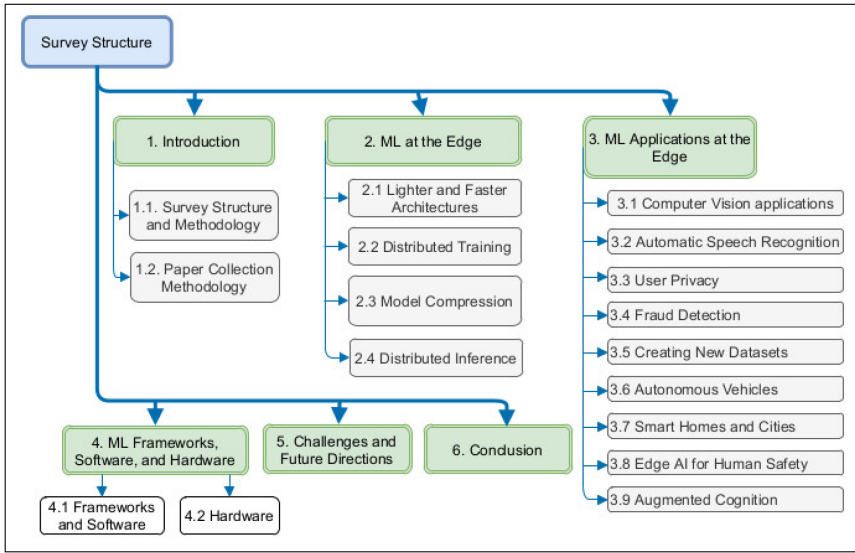 Survey Structure
1. Introduction
1.1. Survey Structure
and Methodology
1.2. Paper Collection
Methodology
2. ML at the Edge
2.1 Lighter and Faster
Architectures
2.2 Distributed Training
2.3 Model Compression
2.4 Distributed Inference
3. ML Applications at the
Edge
3.1 Computer Vision applications
3.2 Automatic Speech Recognition
3.3 User Privacy
3.4 Fraud Detection
3.5 Creating New Datasets
3.6 Autonomous Vehicles
3.7 Smart Homes and Cities
3.8 Edge AI for Human Safety
3.9 Augmented Cognition
4. ML Frameworks,
Software, and Hardware
4.1 Frameworks
and Software
4.2 Hardware
5. Challenges and
Future Directions
6. Conclusion